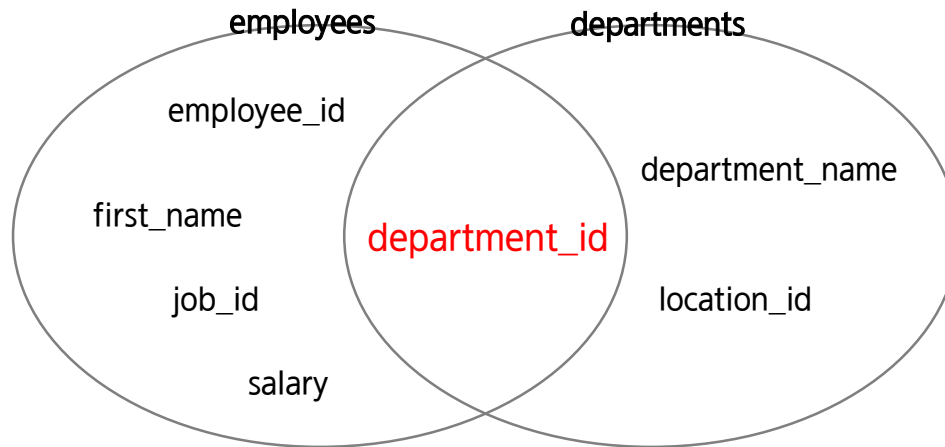 employees
departments
employee_id
department_name
first_name
department_id
job_id
location_id
salary